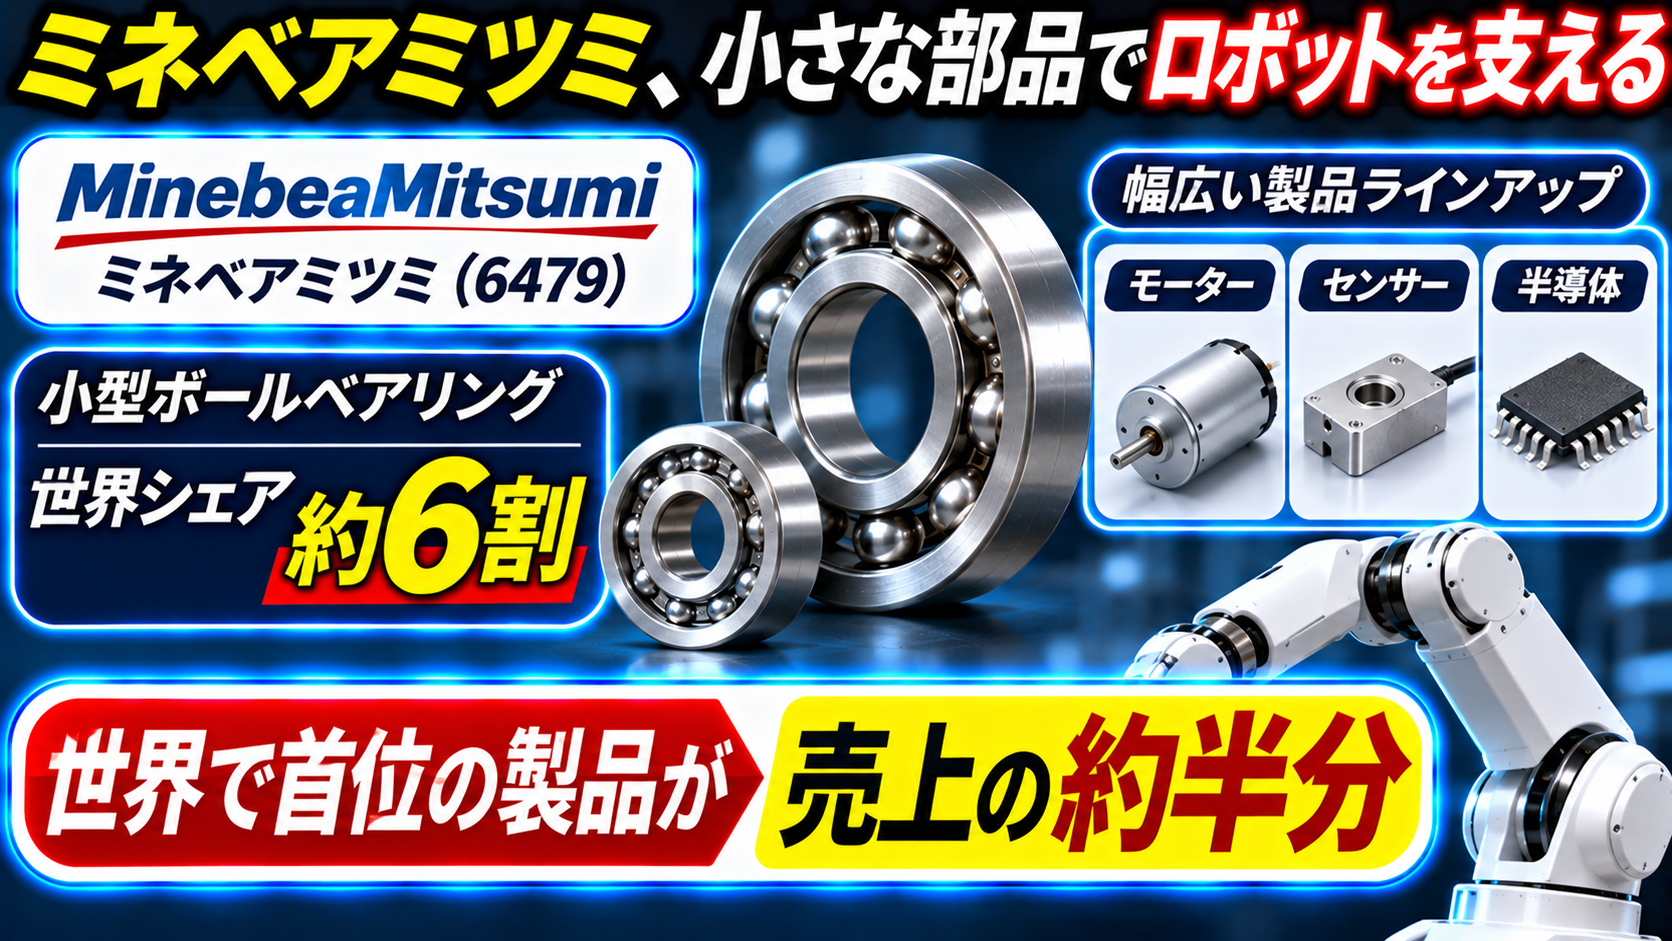 ミネベアミツミ、小さな部品でロボットを支える
MinebeaMitsumi
ミネベアミツミ（6479）
小型ボールベアリング
世界シェア 約6割
幅広い製品ラインアップ
モーター
センサー
半導体
世界で首位の製品が
売上の約半分